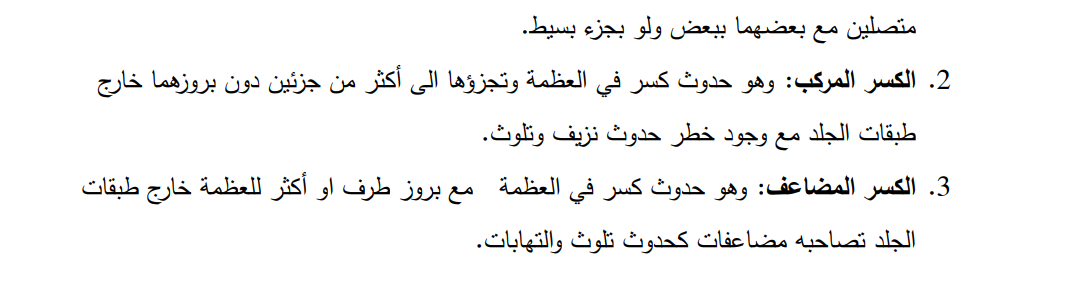 متصلين مع بعضهما ببعض ولو بجزء بسيط.
2. الكسر المركب: وهو حدوث كسر في العظمة وتجزؤها الى أكثر من جزئين دون بروزهما خارج
طبقات الجلد مع وجود خطر حدوث نزيف وتلوث.
3. الكسر المضاعف: وهو حدوث كسر في العظمة مع بروز طرف او أكثر للعظمة خارج طبقات
الجلد تصاحبه مضاعفات كحدوث تلوث والتهابات.